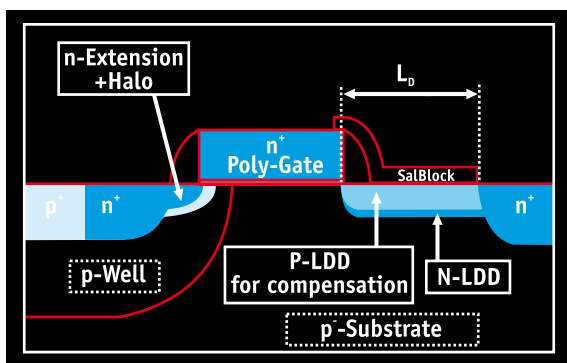 n-Extension
+Halo
L_D
n⁺
Poly-Gate
SalBlock
p⁺
n⁺
n⁺
p-Well
P-LDD
for compensation
N-LDD
p⁻-Substrate